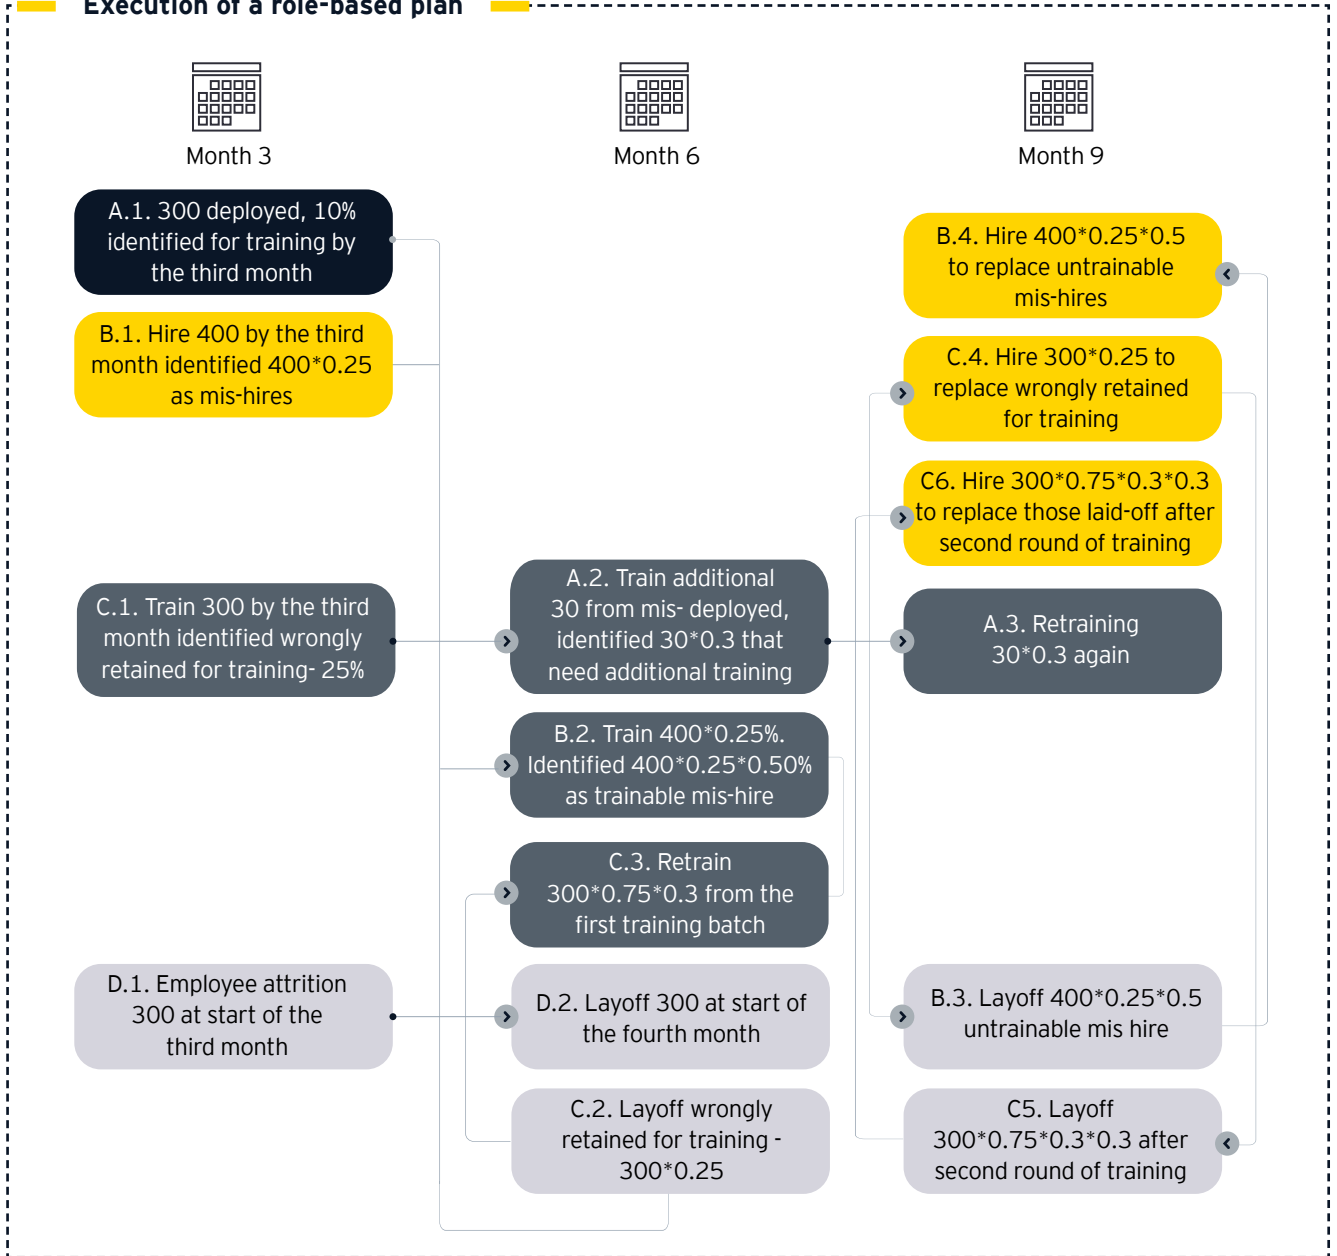 Execution of a role-based plan
Month 3
Month 6
Month 9
A.1. 300 deployed, 10%
identified for training by
the third month
B.1. Hire 400 by the third
month identified 400*0.25
as mis-hires
C.1. Train 300 by the third
month identified wrongly
retained for training- 25%
D.1. Employee attrition
300 at start of the
third month
A.2. Train additional
30 from mis- deployed,
identified 30*0.3 that
need additional training
B.2. Train 400*0.25%.
Identified 400*0.25*0.50%
as trainable mis-hire
C.3. Retrain
300*0.75*0.3 from the
first training batch
D.2. Layoff 300 at start of
the fourth month
C.2. Layoff wrongly
retained for training -
300*0.25
B.4. Hire 400*0.25*0.5
to replace untrainable
mis-hires
C.4. Hire 300*0.25 to
replace wrongly retained
for training
C6. Hire 300*0.75*0.3*0.3
to replace those laid-off after
second round of training
A.3. Retraining
30*0.3 again
B.3. Layoff 400*0.25*0.5
untrainable mis hire
C5. Layoff
300*0.75*0.3*0.3 after
second round of training